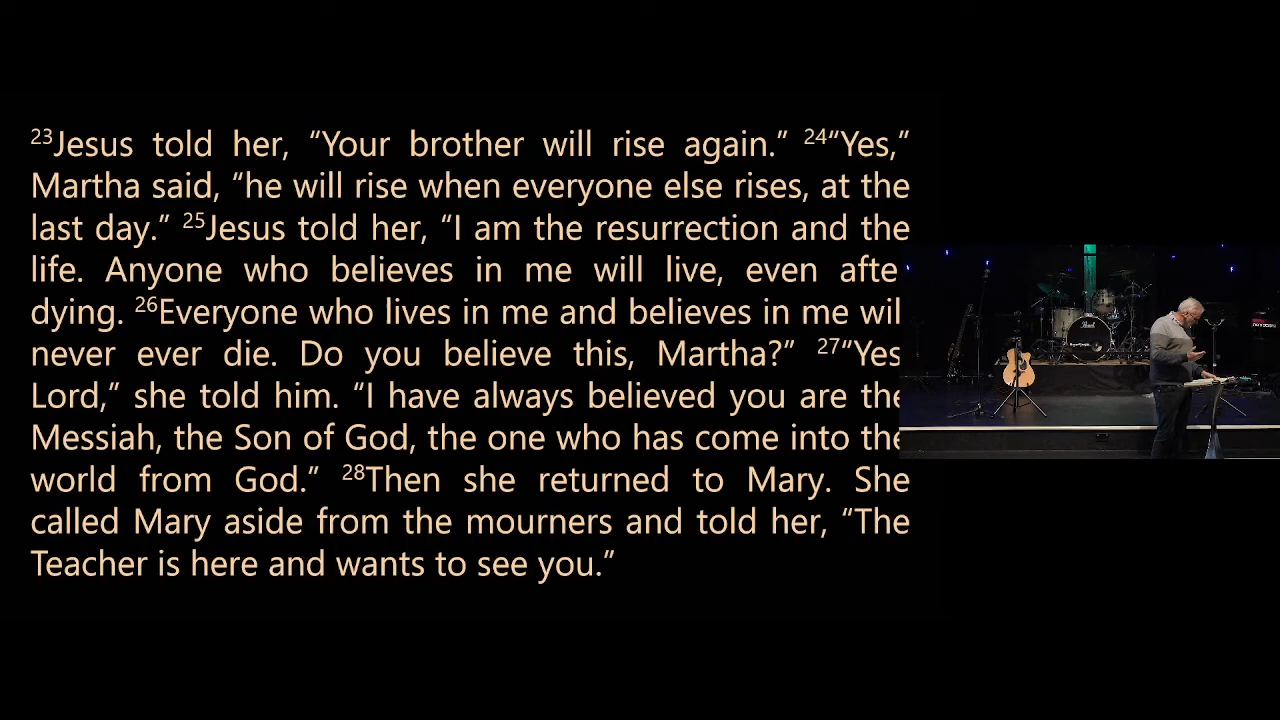 ²³Jesus told her, “Your brother will rise again.” ²⁴“Yes,”
Martha said, “he will rise when everyone else rises, at the
last day.” ²⁵Jesus told her, “I am the resurrection and the
life. Anyone who believes in me will live, even afte
dying. ²⁶Everyone who lives in me and believes in me wil
never ever die. Do you believe this, Martha?” ²⁷“Yes
Lord,” she told him. “I have always believed you are the
Messiah, the Son of God, the one who has come into the
world from God.” ²⁸Then she returned to Mary. She
called Mary aside from the mourners and told her, “The
Teacher is here and wants to see you.”
Pearl